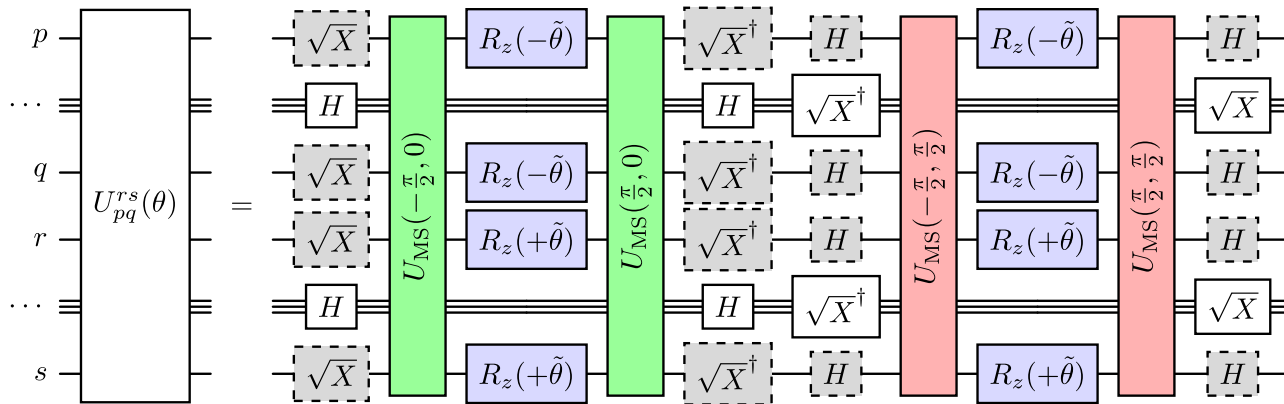 p √X R_z(−θ̃) √X† H R_z(−θ̃) H
⋯ H H √X† √X
q √X R_z(−θ̃) √X† H R_z(−θ̃) H
U_{pq}^{rs}(θ) = U_MS(−π/2, 0) U_MS(π/2, 0) U_MS(−π/2, π/2) U_MS(π/2, π/2)
r √X R_z(+θ̃) √X† H R_z(+θ̃) H
⋯ H H √X† √X
s √X R_z(+θ̃) √X† H R_z(+θ̃) H